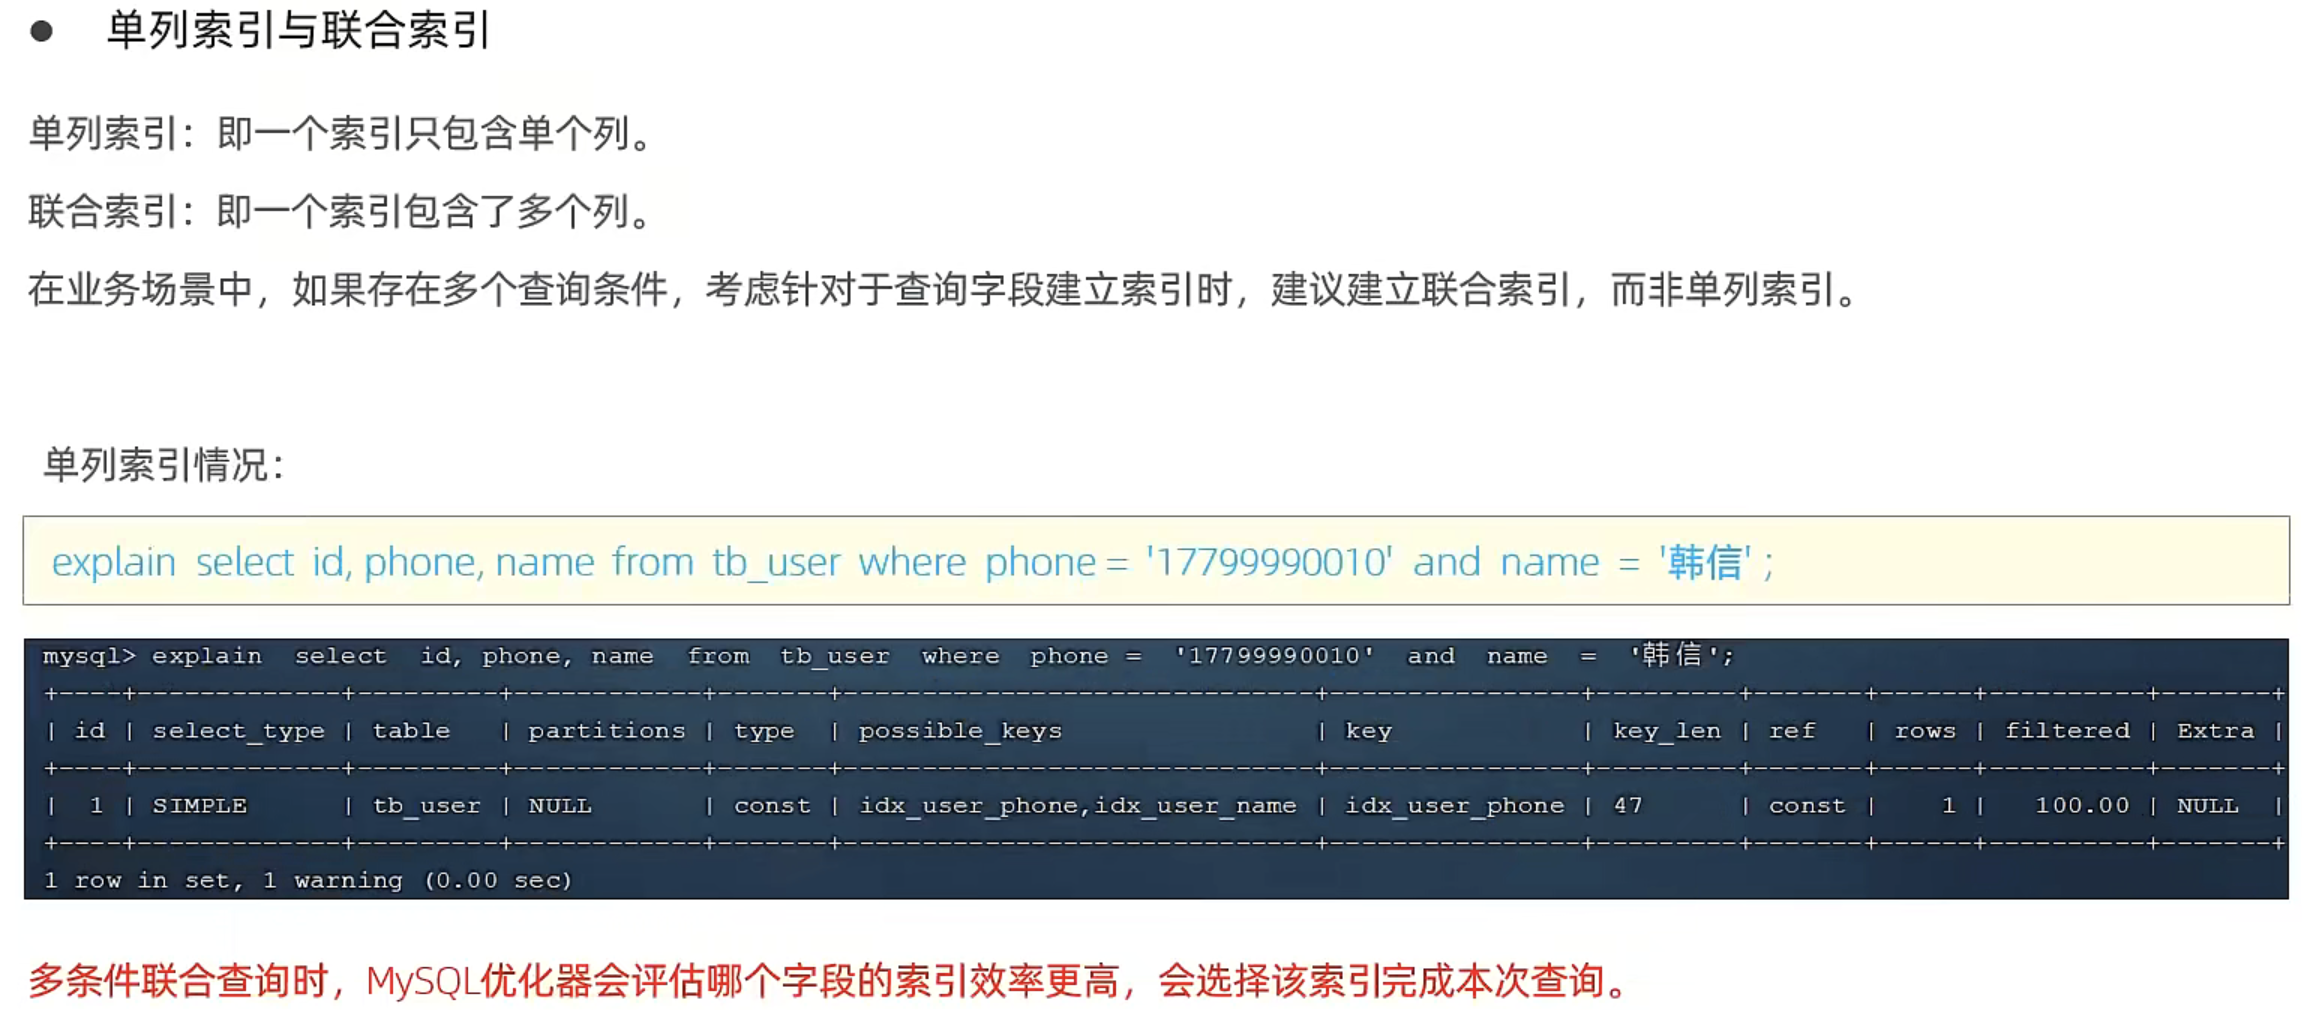 ● 单列索引与联合索引
单列索引：即一个索引只包含单个列。
联合索引：即一个索引包含了多个列。
在业务场景中，如果存在多个查询条件，考虑针对于查询字段建立索引时，建议建立联合索引，而非单列索引。
单列索引情况：
explain select id, phone, name from tb_user where phone = '17799990010' and name = '韩信' ;
mysql> explain select id, phone, name from tb_user where phone = '17799990010' and name = '韩信';
+----+-------------+---------+------------+-------+------------------------------+----------------+---------+-------+------+----------+-------+
| id | select_type | table | partitions | type | possible_keys | key | key_len | ref | rows | filtered | Extra |
+----+-------------+---------+------------+-------+------------------------------+----------------+---------+-------+------+----------+-------+
| 1 | SIMPLE | tb_user | NULL | const | idx_user_phone,idx_user_name | idx_user_phone | 47 | const | 1 | 100.00 | NULL |
+----+-------------+---------+------------+-------+------------------------------+----------------+---------+-------+------+----------+-------+
1 row in set, 1 warning (0.00 sec)
多条件联合查询时，MySQL优化器会评估哪个字段的索引效率更高，会选择该索引完成本次查询。